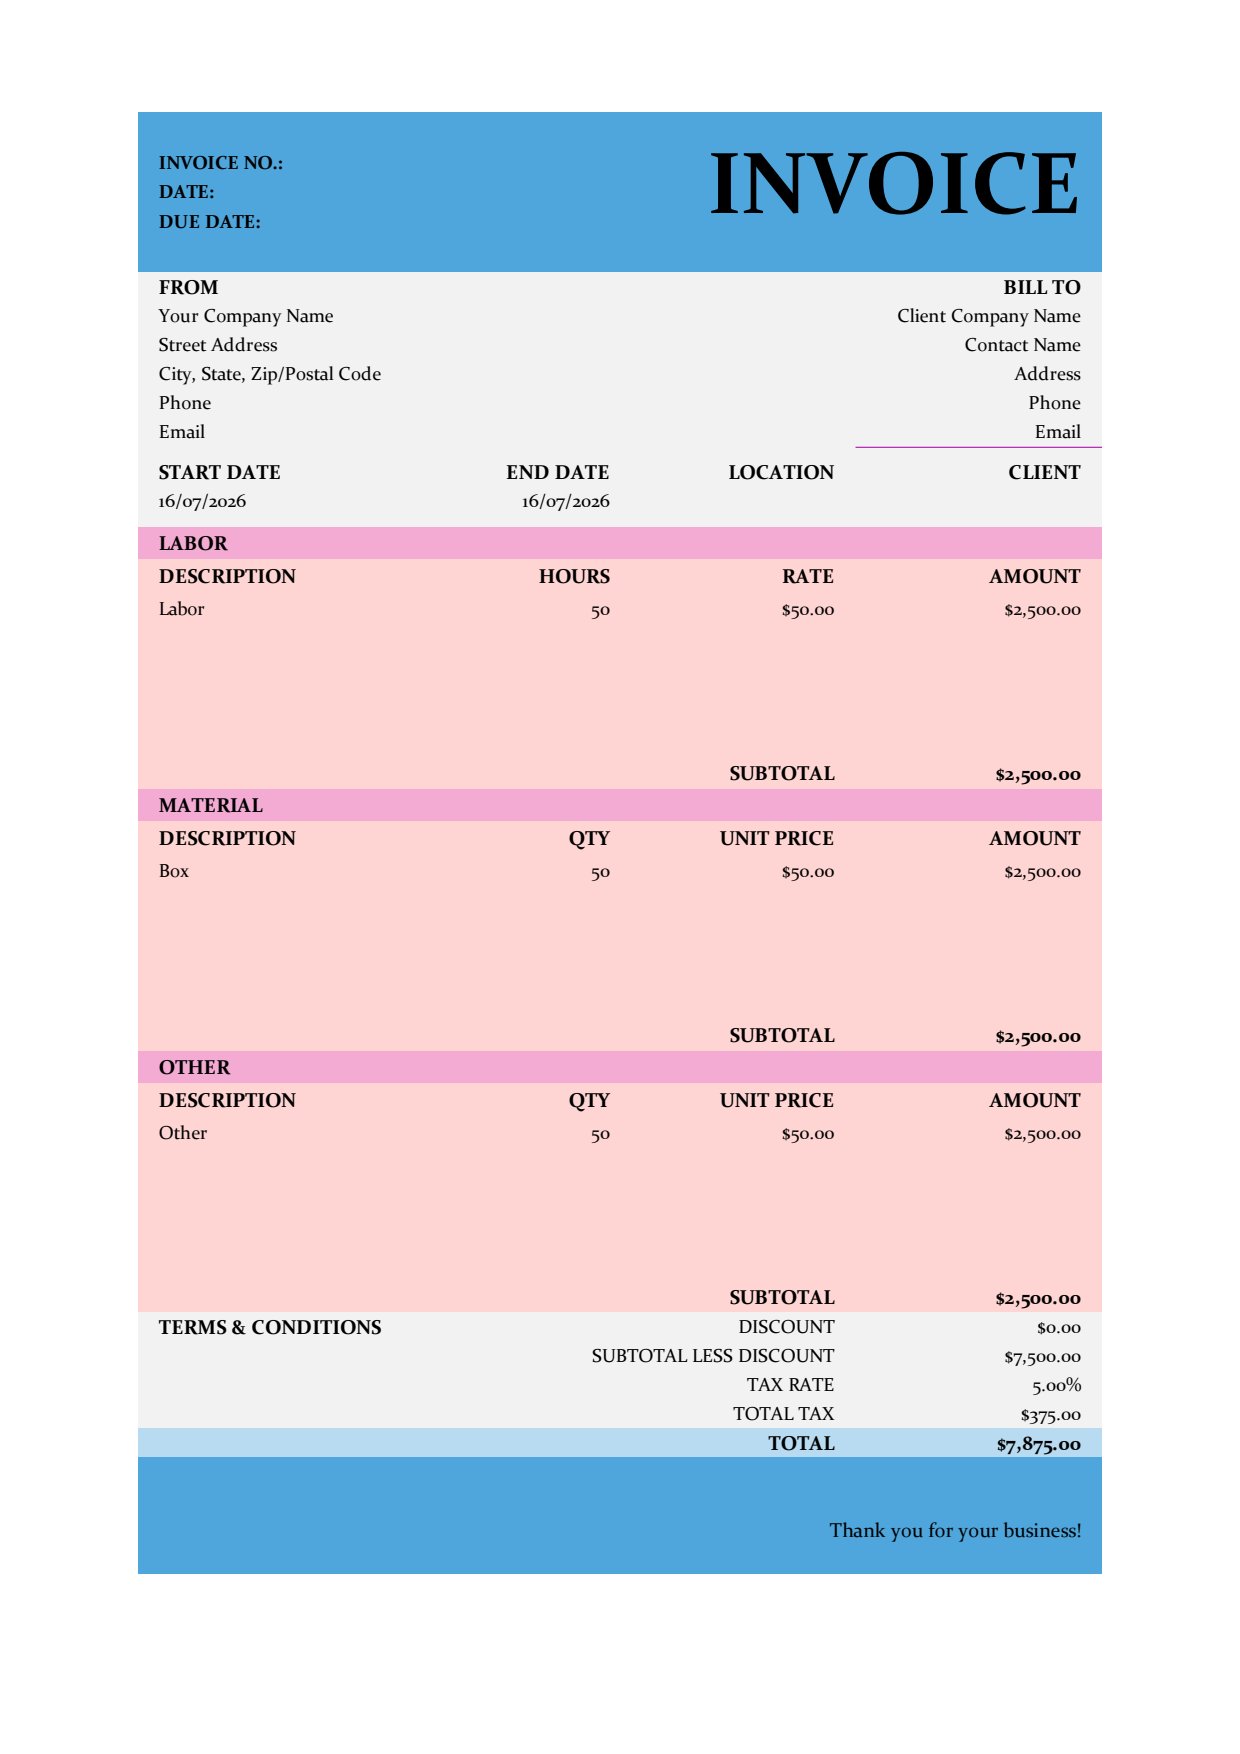 INVOICE NO.:
DATE:
DUE DATE:
INVOICE
FROM BILL TO
Your Company Name Client Company Name
Street Address Contact Name
City, State, Zip/Postal Code Address
Phone Phone
Email Email
START DATE END DATE LOCATION CLIENT
16/07/2026 16/07/2026
LABOR
DESCRIPTION HOURS RATE AMOUNT
Labor 50 $50.00 $2,500.00
SUBTOTAL $2,500.00
MATERIAL
DESCRIPTION QTY UNIT PRICE AMOUNT
Box 50 $50.00 $2,500.00
SUBTOTAL $2,500.00
OTHER
DESCRIPTION QTY UNIT PRICE AMOUNT
Other 50 $50.00 $2,500.00
SUBTOTAL $2,500.00
TERMS & CONDITIONS DISCOUNT $0.00
SUBTOTAL LESS DISCOUNT $7,500.00
TAX RATE 5.00%
TOTAL TAX $375.00
TOTAL $7,875.00
Thank you for your business!